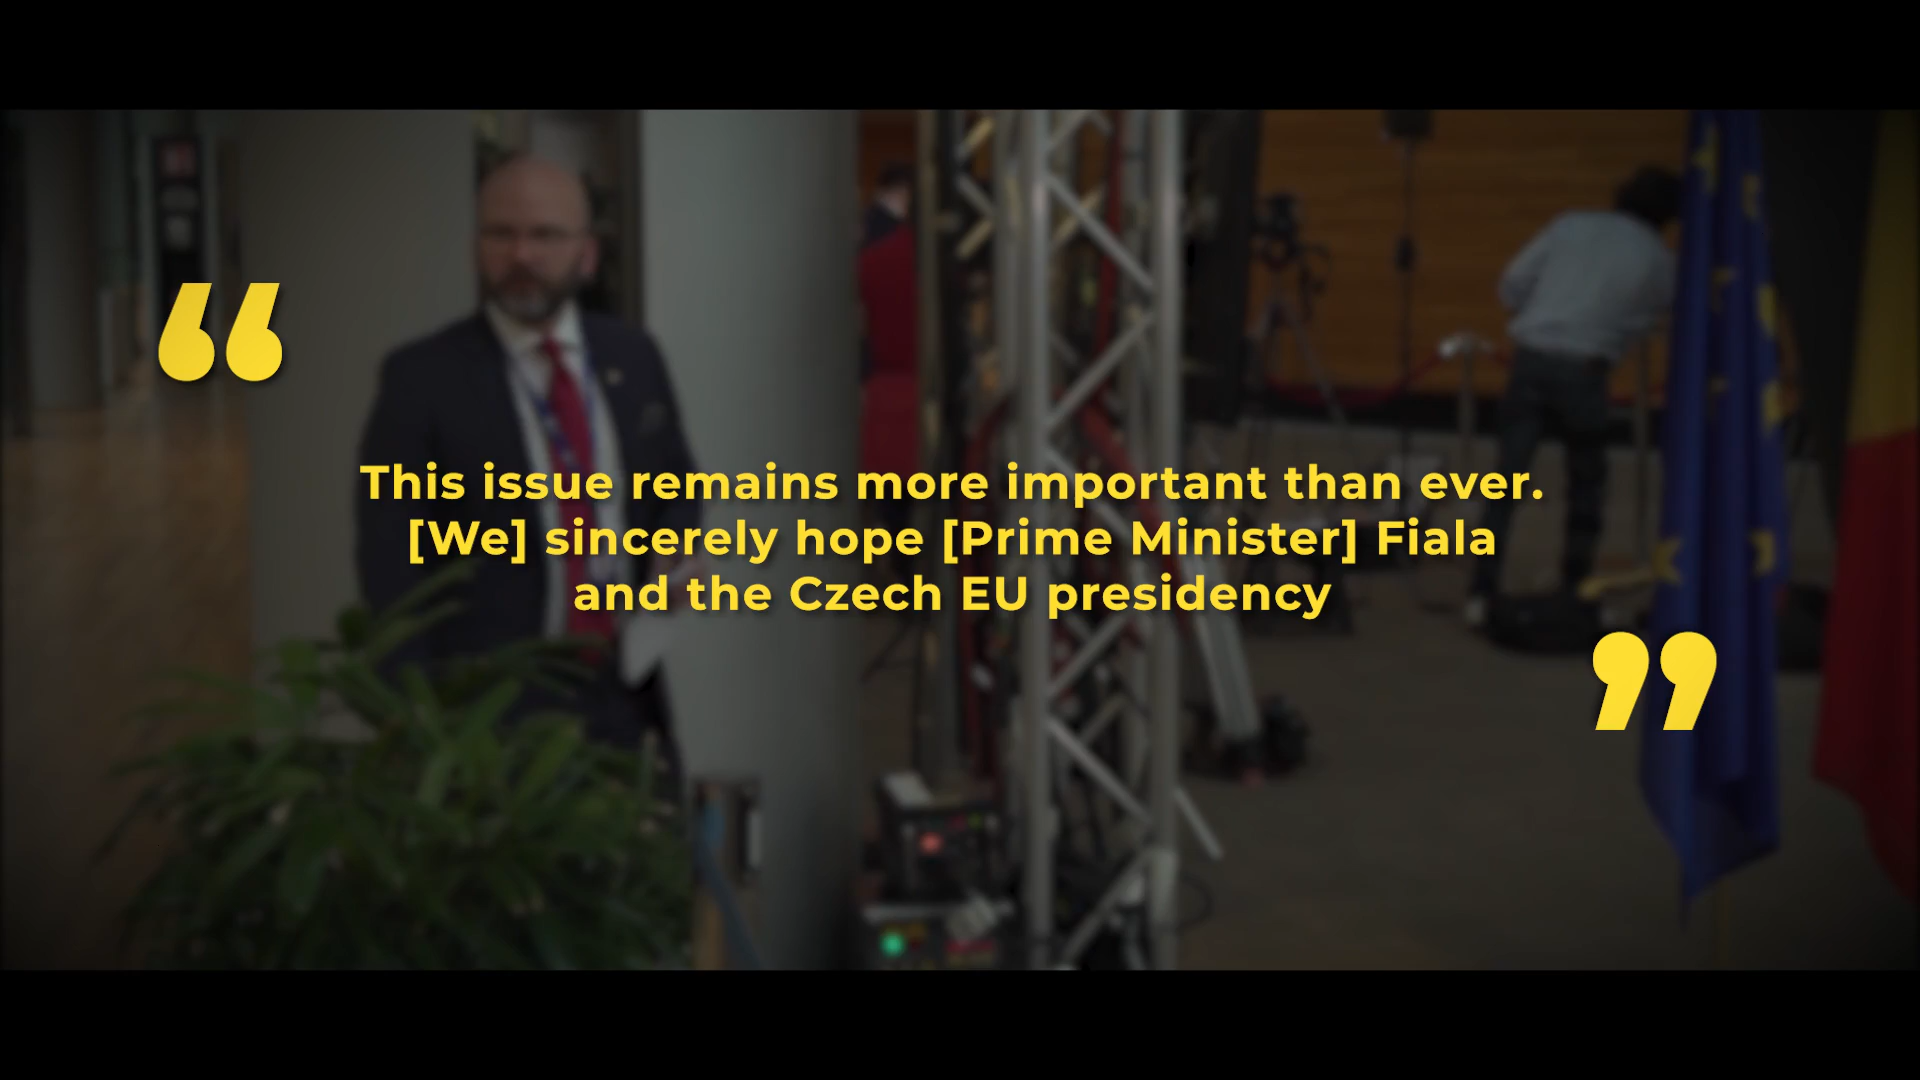 “
This issue remains more important than ever.
[We] sincerely hope [Prime Minister] Fiala
and the Czech EU presidency
”